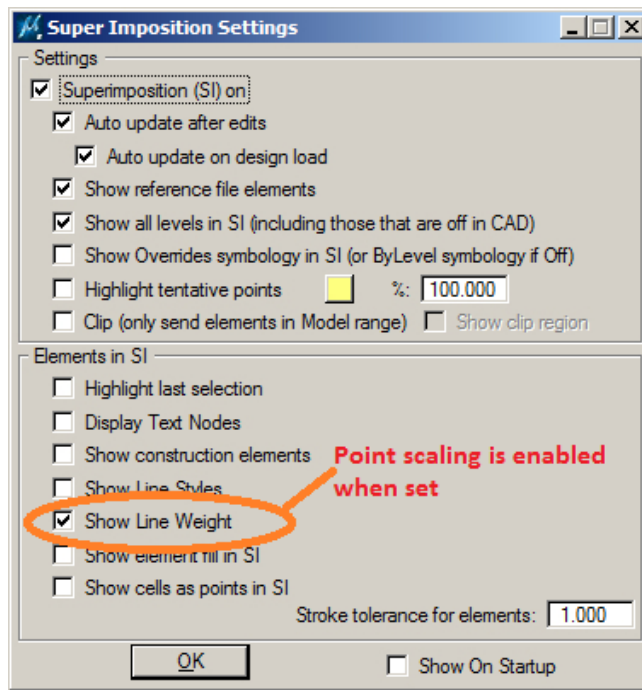 Super Imposition Settings
Settings
Superimposition (SI) on
Auto update after edits
Auto update on design load
Show reference file elements
Show all levels in SI (including those that are off in CAD)
Show Overrides symbology in SI (or ByLevel symbology if Off)
Highlight tentative points %: 100.000
Clip (only send elements in Model range) Show clip region
Elements in SI
Highlight last selection
Display Text Nodes
Show construction elements Point scaling is enabled
Show Line Styles when set
Show Line Weight
Show element fill in SI
Show cells as points in SI
Stroke tolerance for elements: 1.000
OK Show On Startup